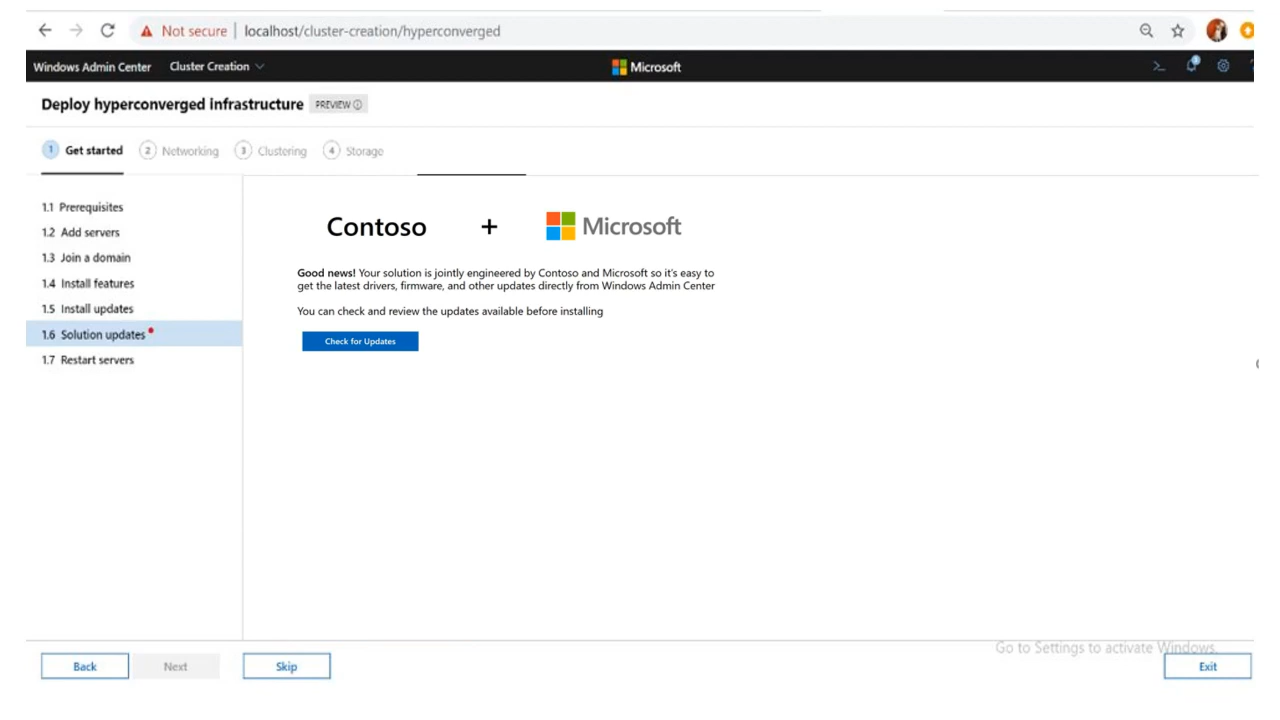 Not secure | localhost/cluster-creation/hyperconverged
Windows Admin Center Cluster Creation Microsoft
Deploy hyperconverged infrastructure PREVIEW
1 Get started 2 Networking 3 Clustering 4 Storage
1.1 Prerequisites
1.2 Add servers
1.3 Join a domain
1.4 Install features
1.5 Install updates
1.6 Solution updates
1.7 Restart servers
Contoso + Microsoft
Good news! Your solution is jointly engineered by Contoso and Microsoft so it's easy to
get the latest drivers, firmware, and other updates directly from Windows Admin Center
You can check and review the updates available before installing
Check for Updates
Go to Settings to activate Windows.
Back Next Skip Exit